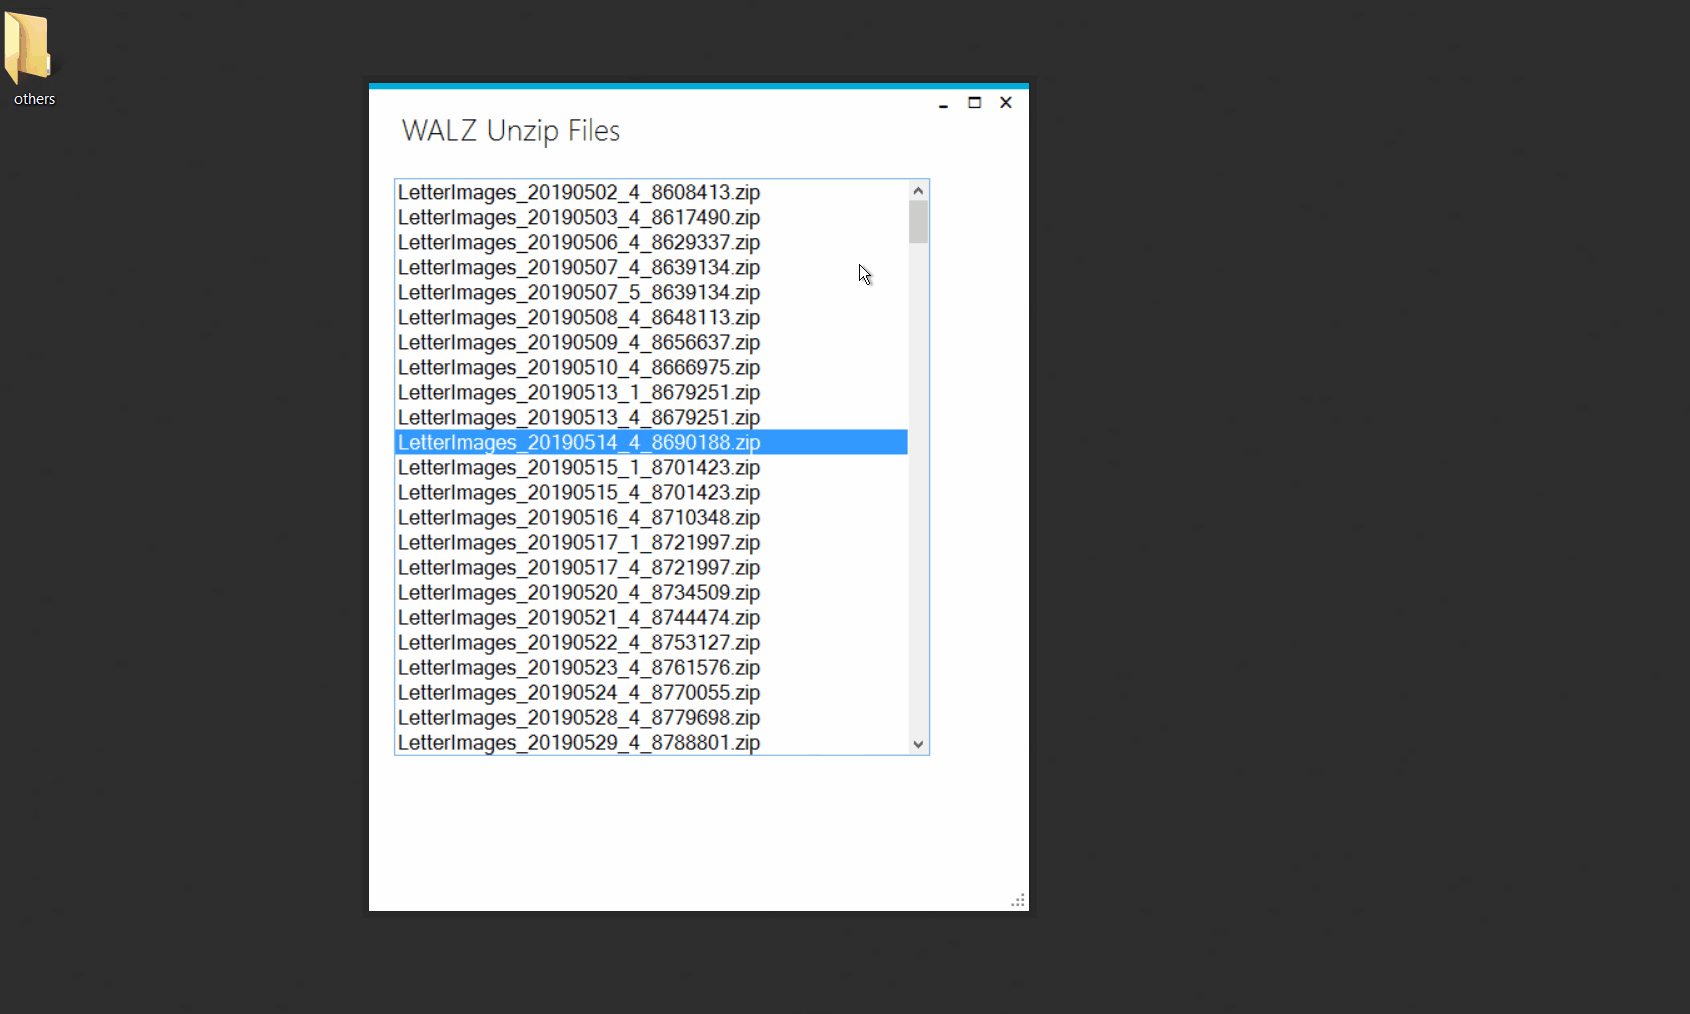 others
WALZ Unzip Files
LetterImages_20190502_4_8608413.zip
LetterImages_20190503_4_8617490.zip
LetterImages_20190506_4_8629337.zip
LetterImages_20190507_4_8639134.zip
LetterImages_20190507_5_8639134.zip
LetterImages_20190508_4_8648113.zip
LetterImages_20190509_4_8656637.zip
LetterImages_20190510_4_8666975.zip
LetterImages_20190513_1_8679251.zip
LetterImages_20190513_4_8679251.zip
LetterImages_20190514_4_8690188.zip
LetterImages_20190515_1_8701423.zip
LetterImages_20190515_4_8701423.zip
LetterImages_20190516_4_8710348.zip
LetterImages_20190517_1_8721997.zip
LetterImages_20190517_4_8721997.zip
LetterImages_20190520_4_8734509.zip
LetterImages_20190521_4_8744474.zip
LetterImages_20190522_4_8753127.zip
LetterImages_20190523_4_8761576.zip
LetterImages_20190524_4_8770055.zip
LetterImages_20190528_4_8779698.zip
LetterImages_20190529_4_8788801.zip